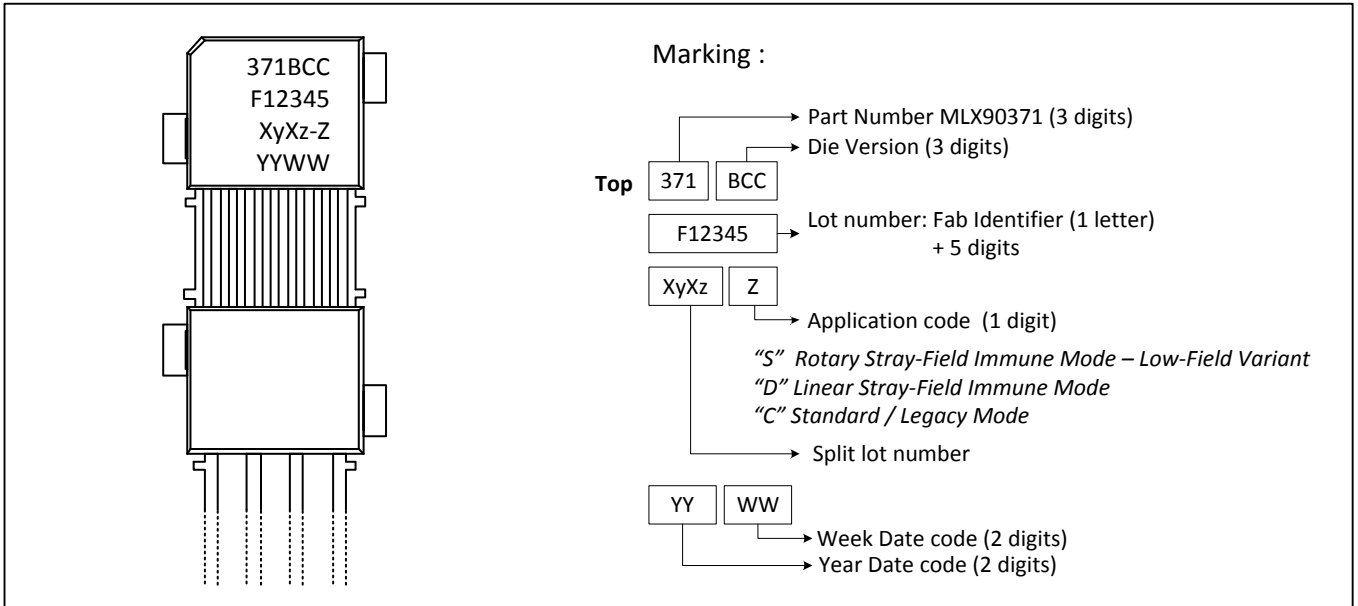 371BCC
F12345
XyXz-Z
YYWW
Marking :
Part Number MLX90371 (3 digits)
Die Version (3 digits)
Top 371 BCC
F12345 Lot number: Fab Identifier (1 letter)
+ 5 digits
XyXz Z
Application code (1 digit)
“S” Rotary Stray-Field Immune Mode – Low-Field Variant
“D” Linear Stray-Field Immune Mode
“C” Standard / Legacy Mode
Split lot number
YY WW
Week Date code (2 digits)
Year Date code (2 digits)